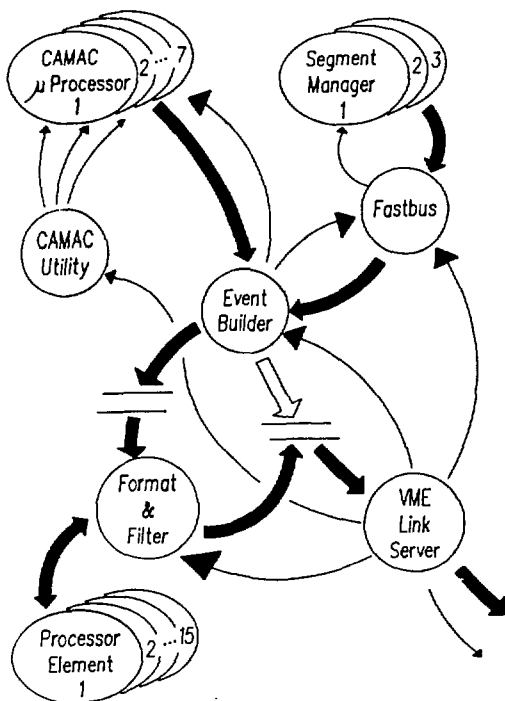 CAMAC
μ Processor
1
2 ... 7
Segment
Manager
1
2
3
Fastbus
CAMAC
Utility
Event
Builder
Format
&
Filter
VME
Link
Server
Processor
Element
1
2 ... 15